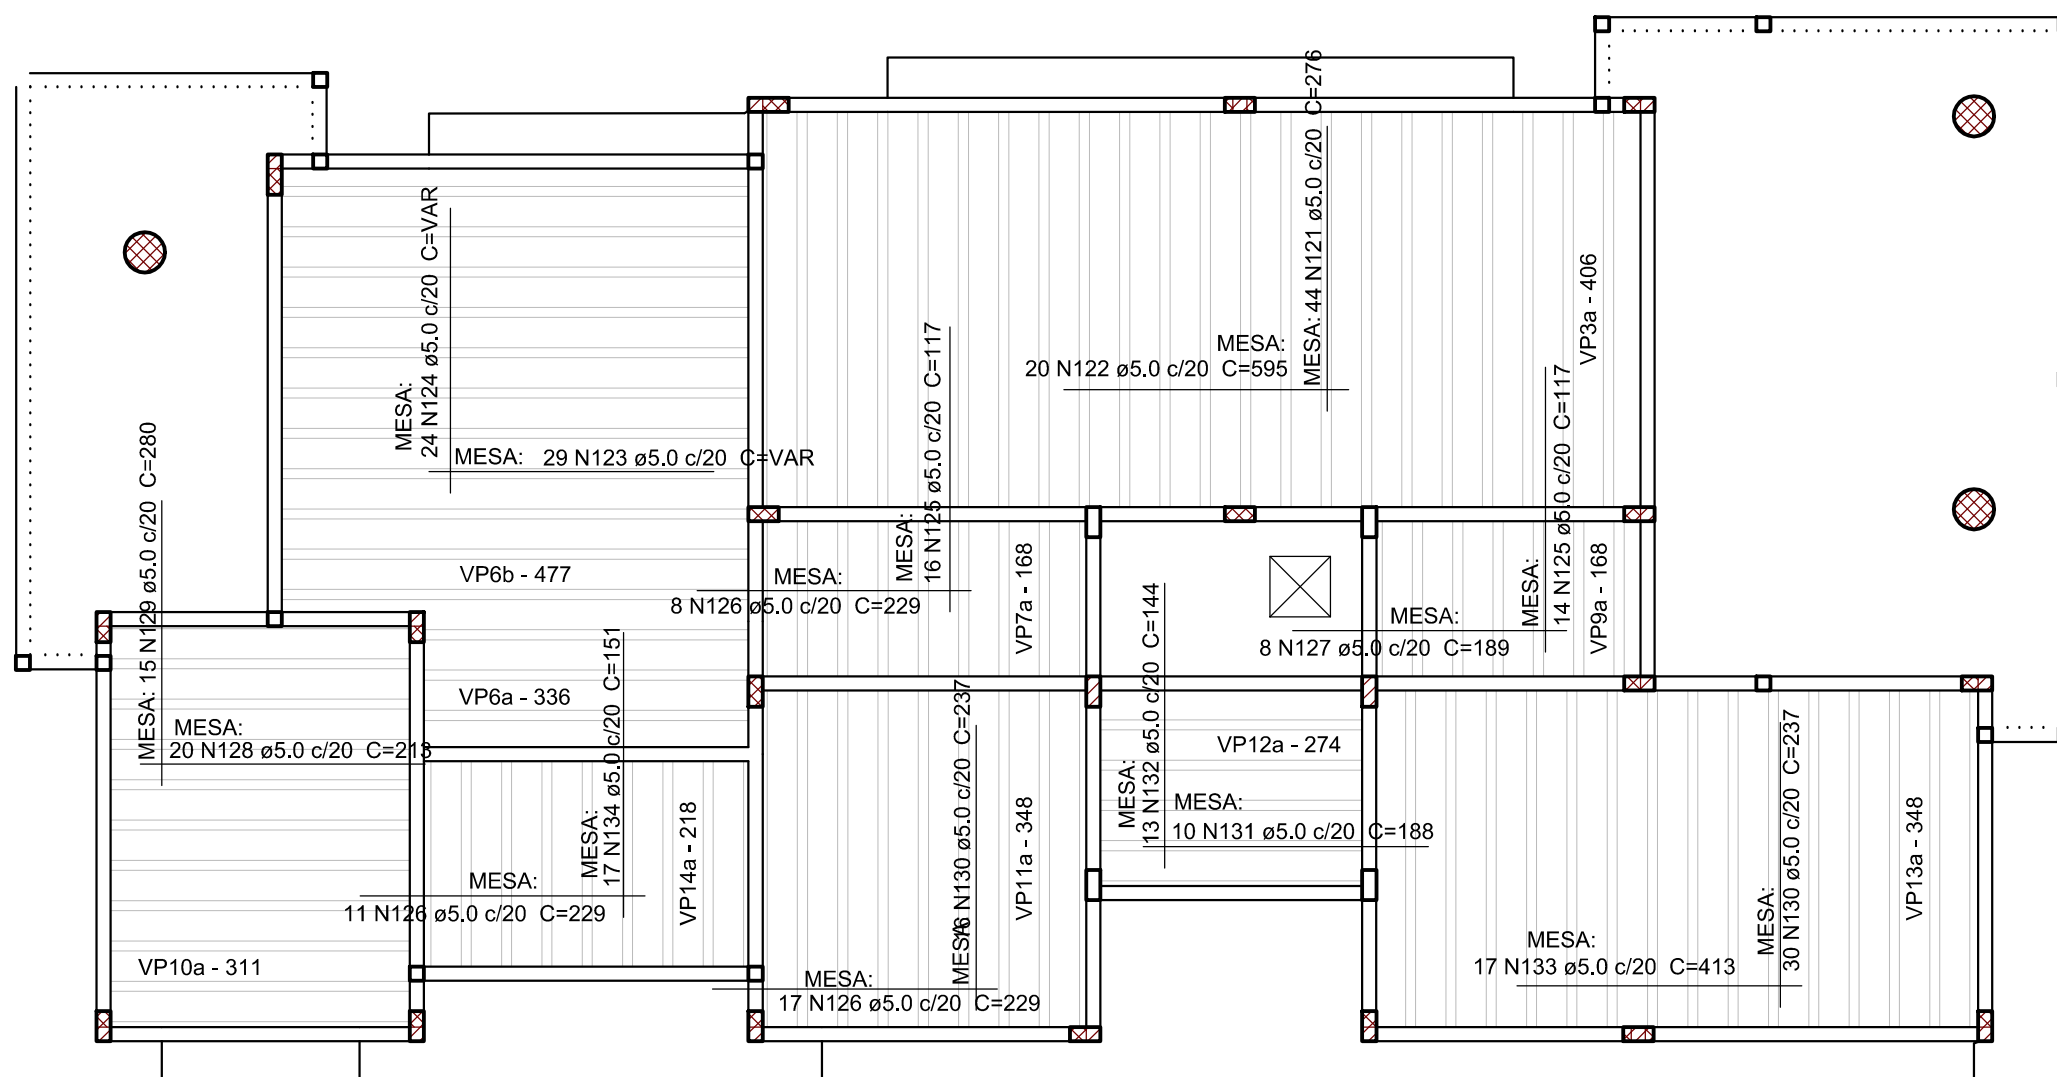 MESA: 44 N121 ø5.0 c/20 C=276
MESA:
24 N124 ø5.0 c/20 C=VAR
VP3a - 406
MESA:
20 N122 ø5.0 c/20 C=595
MESA:
16 N125 ø5.0 c/20 C=117
MESA:
14 N125 ø5.0 c/20 C=117
MESA: 29 N123 ø5.0 c/20 C=VAR
MESA: 15 N129 ø5.0 c/20 C=280
VP6b - 477
MESA:
8 N126 ø5.0 c/20 C=229
VP7a - 168
VP9a - 168
MESA:
8 N127 ø5.0 c/20 C=189
MESA:
13 N132 ø5.0 c/20 C=144
VP6a - 336
MESA:
17 N134 ø5.0 c/20 C=151
MESA:
20 N128 ø5.0 c/20 C=213
MESA:
16 N130 ø5.0 c/20 C=237
VP12a - 274
MESA:
10 N131 ø5.0 c/20 C=188
MESA:
30 N130 ø5.0 c/20 C=237
VP14a - 218
VP11a - 348
VP13a - 348
MESA:
11 N126 ø5.0 c/20 C=229
MESA:
17 N133 ø5.0 c/20 C=413
VP10a - 311
MESA:
17 N126 ø5.0 c/20 C=229